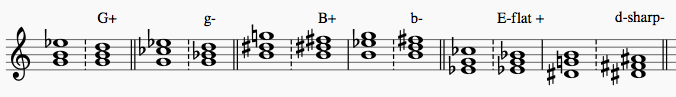 G+ g- B+ b- E-flat + d-sharp-